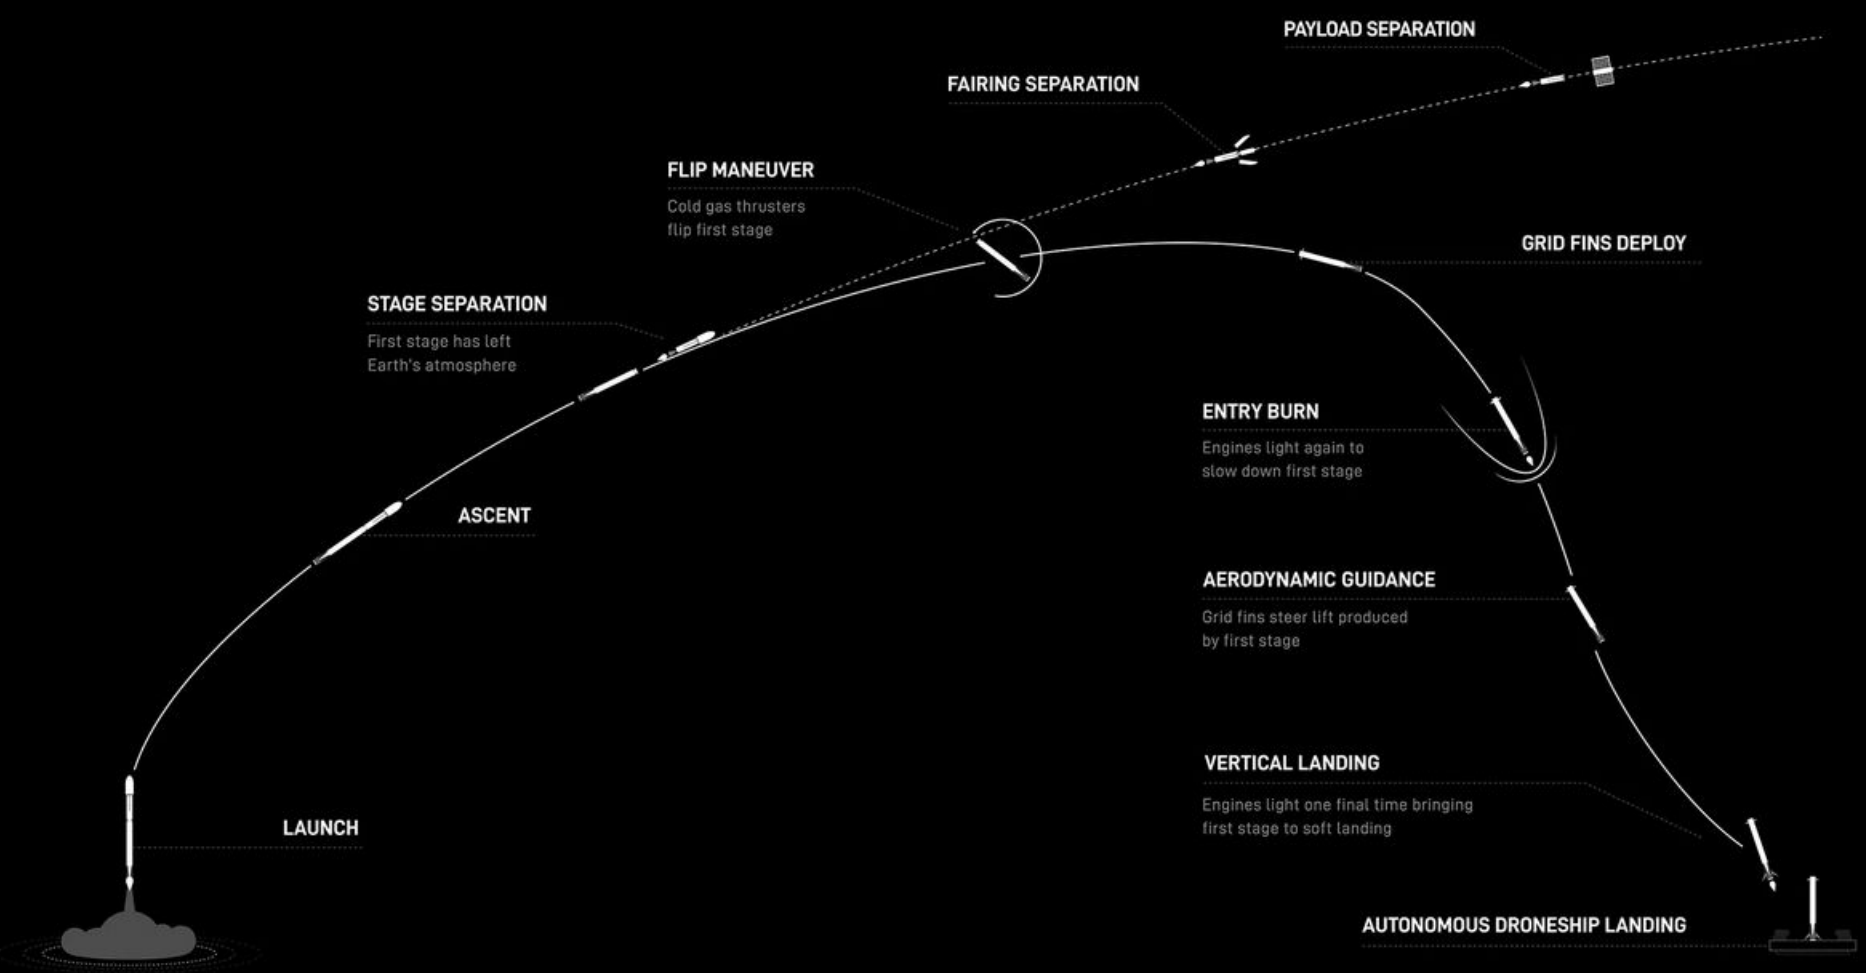 PAYLOAD SEPARATION
FAIRING SEPARATION
FLIP MANEUVER
Cold gas thrusters
flip first stage
GRID FINS DEPLOY
STAGE SEPARATION
First stage has left
Earth's atmosphere
ENTRY BURN
Engines light again to
slow down first stage
ASCENT
AERODYNAMIC GUIDANCE
Grid fins steer lift produced
by first stage
VERTICAL LANDING
Engines light one final time bringing
first stage to soft landing
LAUNCH
AUTONOMOUS DRONESHIP LANDING